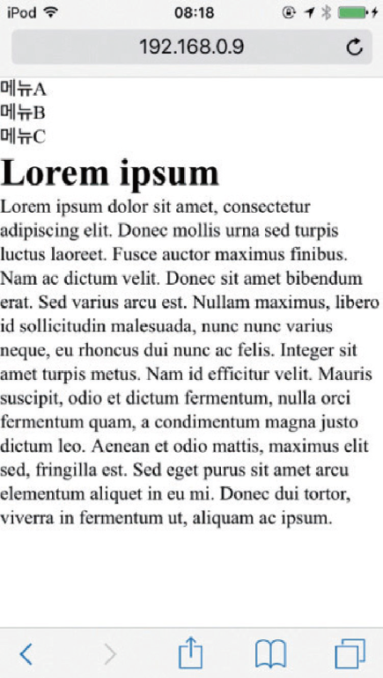 iPod 08:18
192.168.0.9
메뉴A
메뉴B
메뉴C
Lorem ipsum
Lorem ipsum dolor sit amet, consectetur
adipiscing elit. Donec mollis urna sed turpis
luctus laoreet. Fusce auctor maximus finibus.
Nam ac dictum velit. Donec sit amet bibendum
erat. Sed varius arcu est. Nullam maximus, libero
id sollicitudin malesuada, nunc nunc varius
neque, eu rhoncus dui nunc ac felis. Integer sit
amet turpis metus. Nam id efficitur velit. Mauris
suscipit, odio et dictum fermentum, nulla orci
fermentum quam, a condimentum magna justo
dictum leo. Aenean et odio mattis, maximus elit
sed, fringilla est. Sed eget purus sit amet arcu
elementum aliquet in eu mi. Donec dui tortor,
viverra in fermentum ut, aliquam ac ipsum.